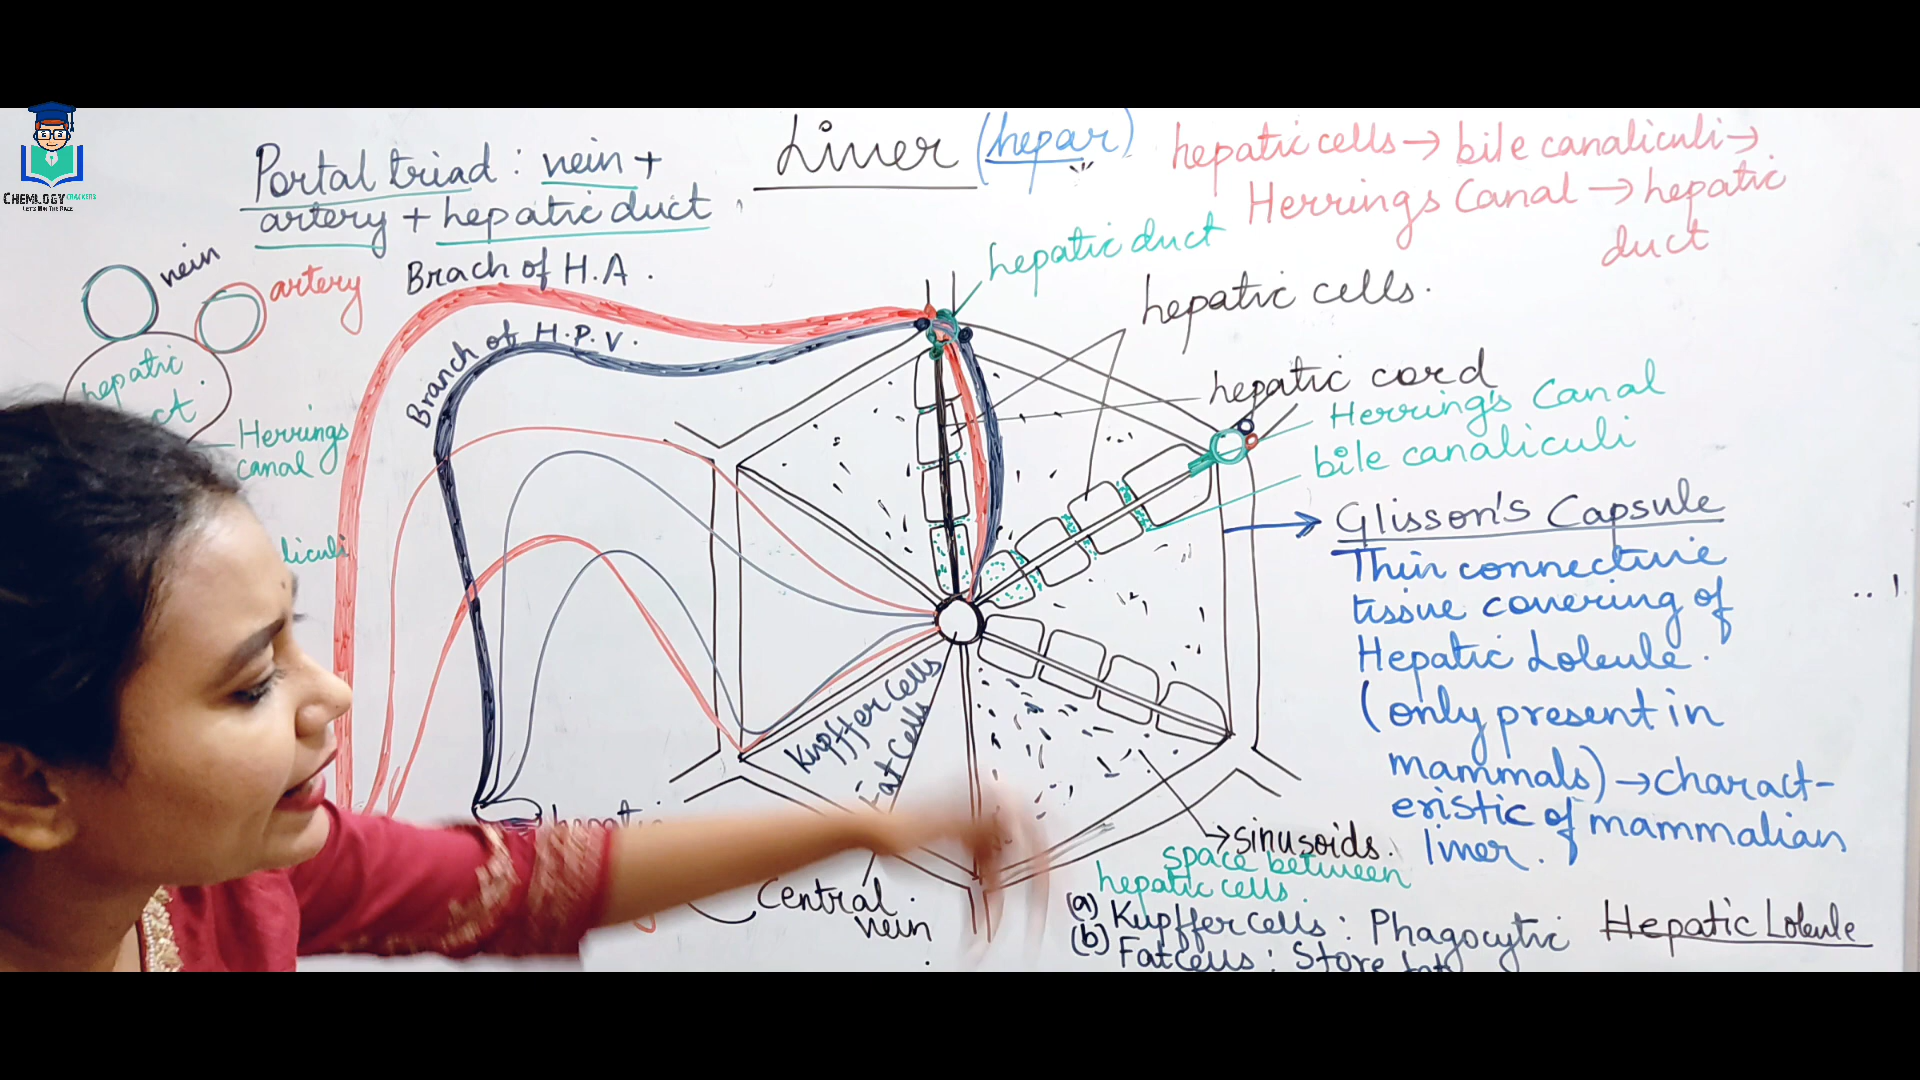 CHEMLOGY CRACKERS
Portal triad : vein +
artery + hepatic duct
Liver (hepar)
hepatic cells → bile canaliculi →
Herrings Canal → hepatic
duct
vein
artery
hepatic
Herrings
canal
Brach of H.A.
Branch of H.P.V.
hepatic duct
hepatic cells.
hepatic cord
Herring's Canal
bile canaliculi
Glisson's Capsule
Thin connective
tissue covering of
Hepatic Lobule.
(only present in
mammals) → charact-
eristic of mammalian
liver.
Kupffer Cells
Fat Cells
Central
vein
→ sinusoids.
space between
hepatic cells.
(a) Kupffer cells : Phagocytic
(b) Fat cells : Store fat
Hepatic Lobule